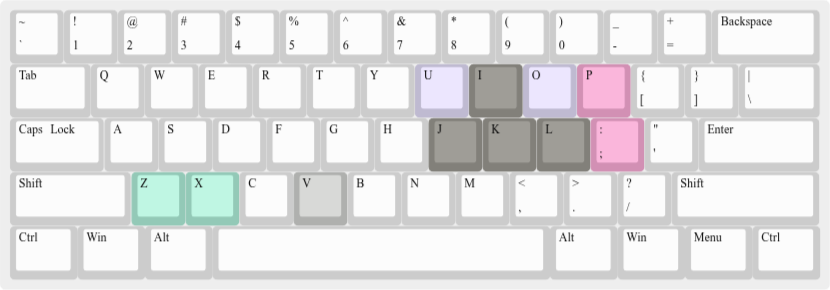 ~ ! @ # $ % ^ & * ( ) _ + Backspace
` 1 2 3 4 5 6 7 8 9 0 - =
Tab Q W E R T Y U I O P { } |
[ ] \
Caps Lock A S D F G H J K L : " Enter
; '
Shift Z X C V B N M < > ? Shift
, . /
Ctrl Win Alt Alt Win Menu Ctrl